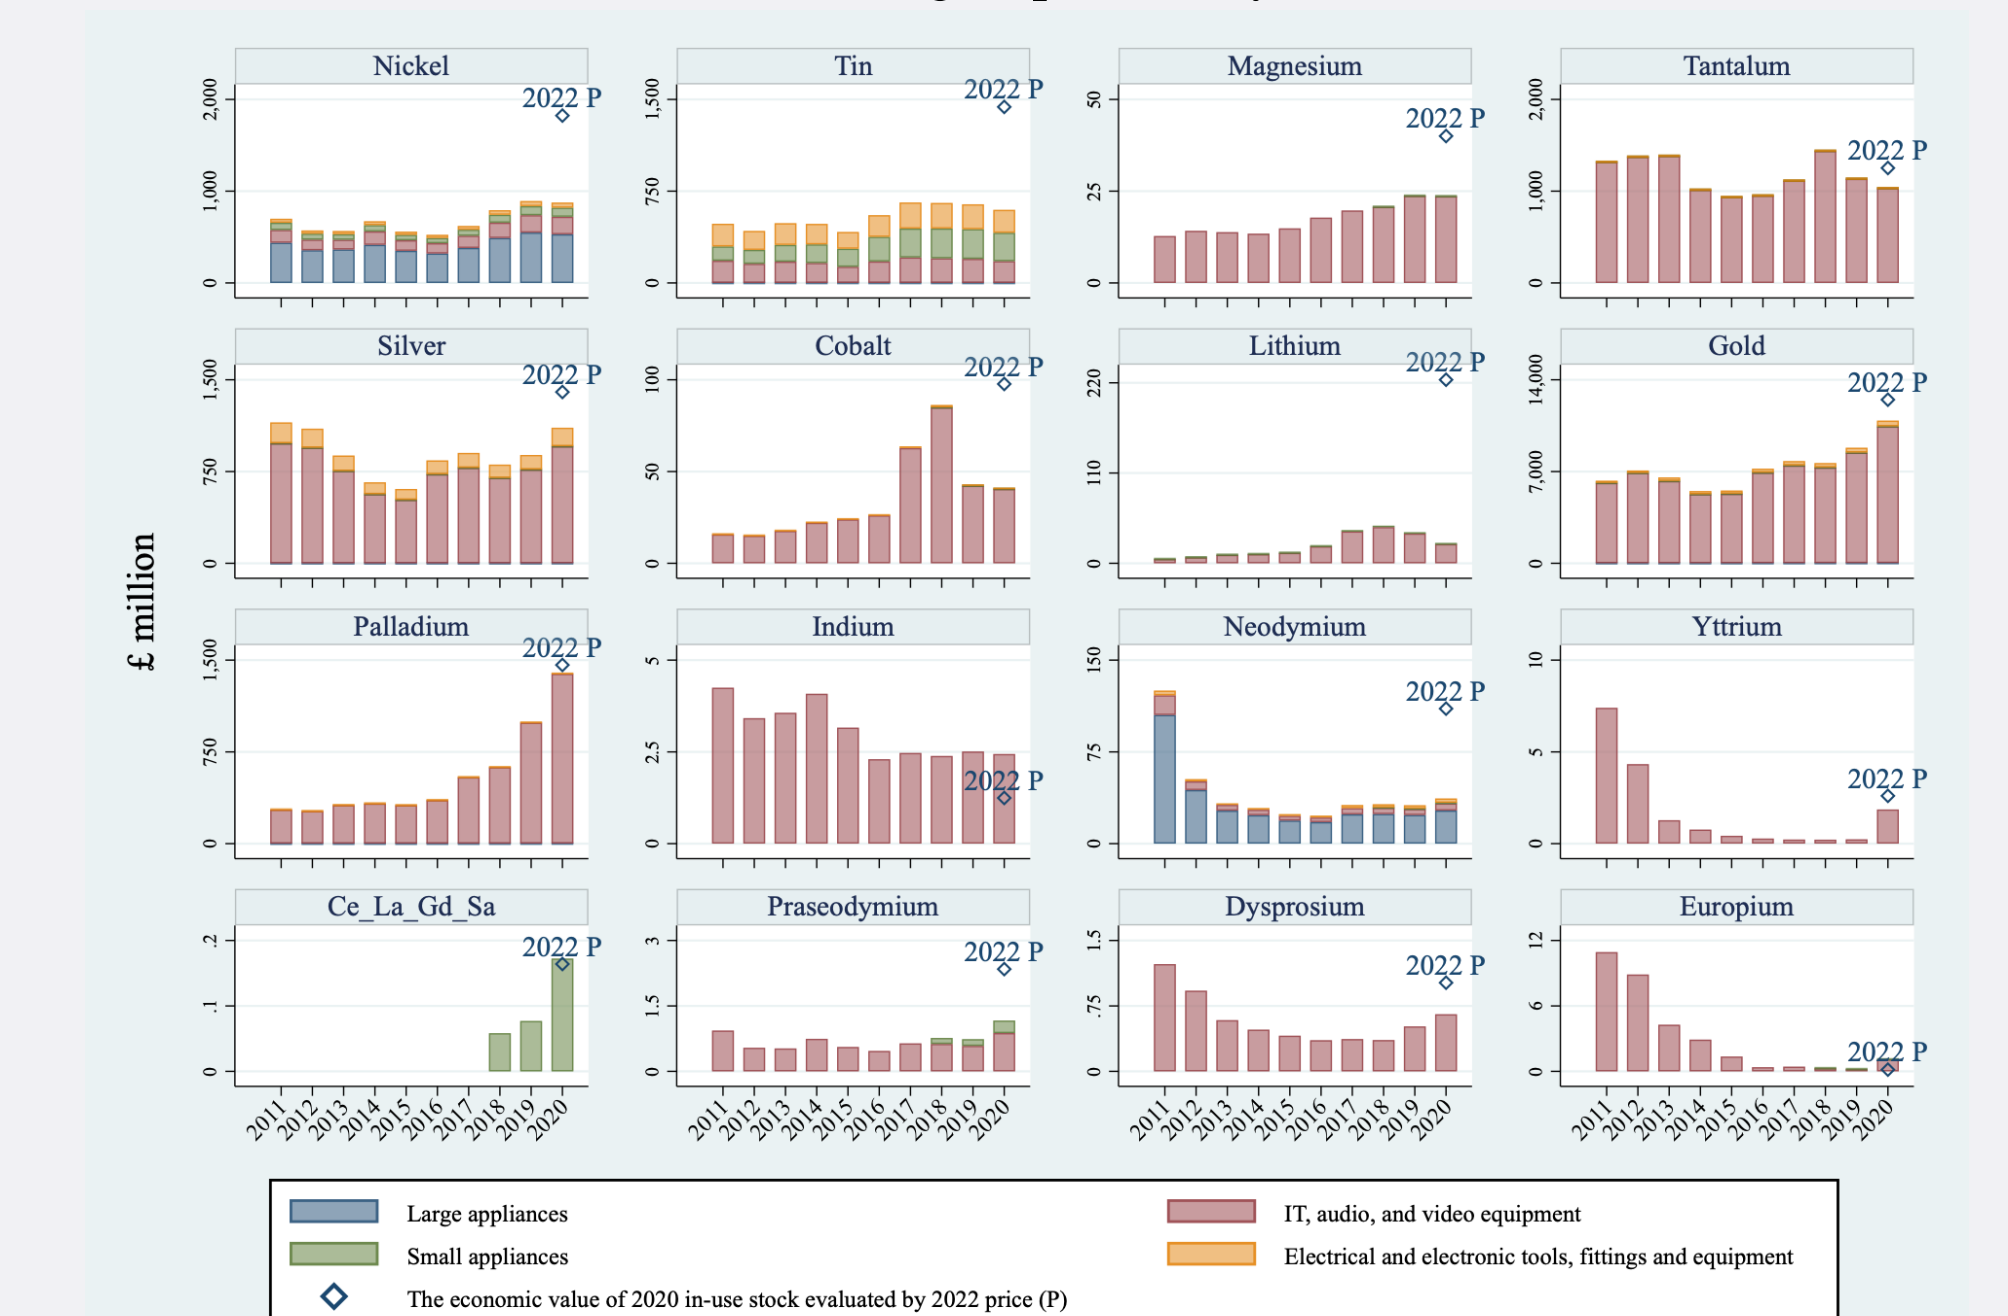 Nickel
Tin
Magnesium
Tantalum
2022 P
2022 P
2022 P
2022 P
2,000
1,000
0
1,500
750
0
50
25
0
2,000
1,000
0
Silver
Cobalt
Lithium
Gold
2022 P
2022 P
2022 P
2022 P
1,500
750
0
100
50
0
220
110
0
14,000
7,000
0
£ million
Palladium
Indium
Neodymium
Yttrium
2022 P
2022 P
2022 P
2022 P
1,500
750
0
5
2.5
0
150
75
0
10
5
0
Ce_La_Gd_Sa
Praseodymium
Dysprosium
Europium
2022 P
2022 P
2022 P
2022 P
.2
.1
0
3
1.5
0
1.5
.75
0
12
6
0
2011 2012 2013 2014 2015 2016 2017 2018 2019 2020
2011 2012 2013 2014 2015 2016 2017 2018 2019 2020
2011 2012 2013 2014 2015 2016 2017 2018 2019 2020
2011 2012 2013 2014 2015 2016 2017 2018 2019 2020
Large appliances
IT, audio, and video equipment
Small appliances
Electrical and electronic tools, fittings and equipment
The economic value of 2020 in-use stock evaluated by 2022 price (P)